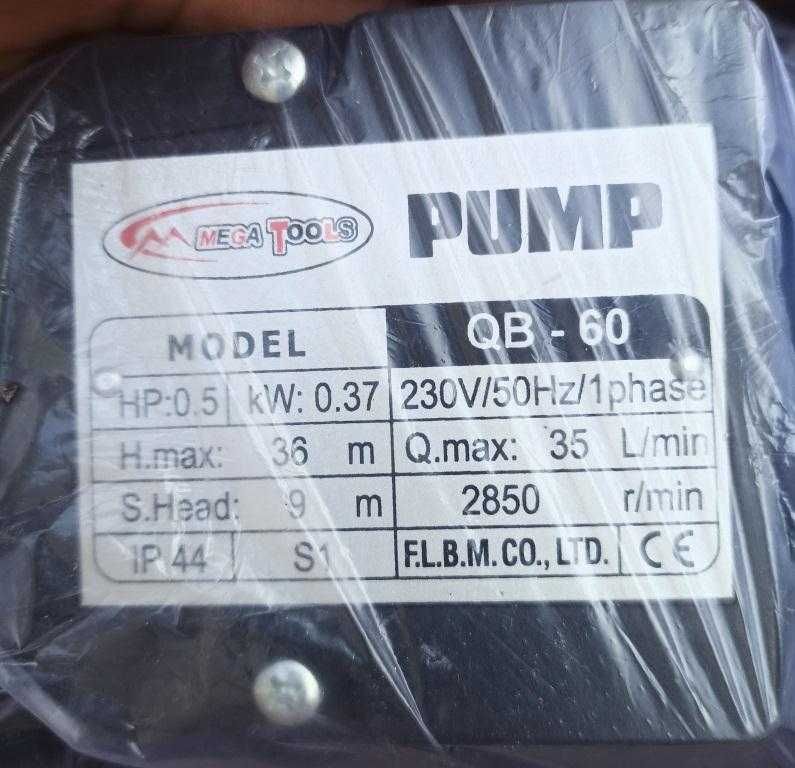 MEGA TOOLS PUMP
MODEL QB - 60
HP:0.5 kW: 0.37 230V/50Hz/1phase
H.max: 36 m Q.max: 35 L/min
S.Head: 9 m 2850 r/min
IP 44 S1 F.L.B.M.CO., LTD. CE